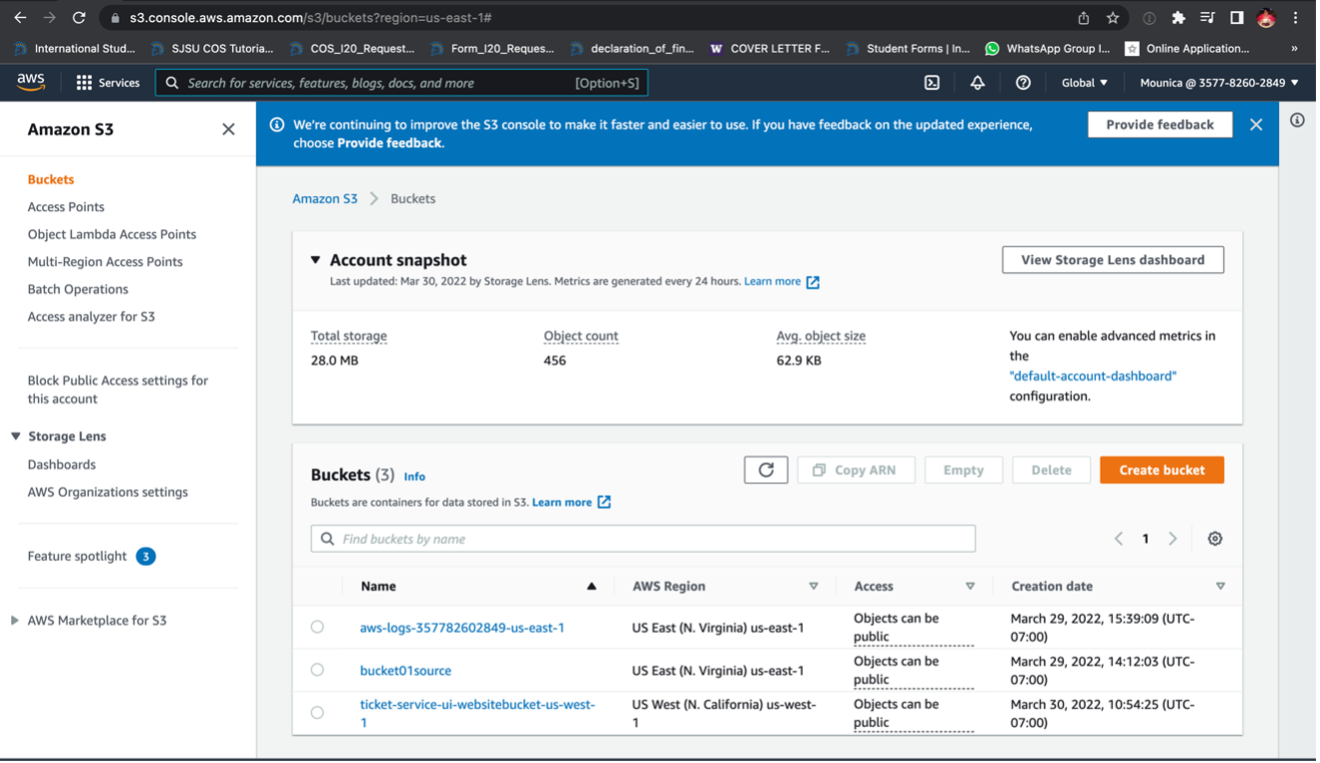 s3.console.aws.amazon.com/s3/buckets?region=us-east-1#
International Stud... SJSU COS Tutoria... COS_I20_Request... Form_I20_Reques... declaration_of_fin... W COVER LETTER F... Student Forms | In... WhatsApp Group I... Online Application... »
aws Services Search for services, features, blogs, docs, and more [Option+S] Global ▼ Mounica @ 3577-8260-2849 ▼
Amazon S3
We're continuing to improve the S3 console to make it faster and easier to use. If you have feedback on the updated experience,
choose Provide feedback.
Provide feedback
Buckets
Access Points
Object Lambda Access Points
Multi-Region Access Points
Batch Operations
Access analyzer for S3
Block Public Access settings for
this account
Storage Lens
Dashboards
AWS Organizations settings
Feature spotlight 3
AWS Marketplace for S3
Amazon S3 > Buckets
Account snapshot
Last updated: Mar 30, 2022 by Storage Lens. Metrics are generated every 24 hours. Learn more
View Storage Lens dashboard
Total storage
28.0 MB
Object count
456
Avg. object size
62.9 KB
You can enable advanced metrics in
the
"default-account-dashboard"
configuration.
Buckets (3) Info
Copy ARN Empty Delete Create bucket
Buckets are containers for data stored in S3. Learn more
Find buckets by name
< 1 >
Name AWS Region Access Creation date
aws-logs-357782602849-us-east-1 US East (N. Virginia) us-east-1
Objects can be
public
March 29, 2022, 15:39:09 (UTC-
07:00)
bucket01source US East (N. Virginia) us-east-1
Objects can be
public
March 29, 2022, 14:12:03 (UTC-
07:00)
ticket-service-ui-websitebucket-us-west-
1
US West (N. California) us-west-
1
Objects can be
public
March 30, 2022, 10:54:25 (UTC-
07:00)